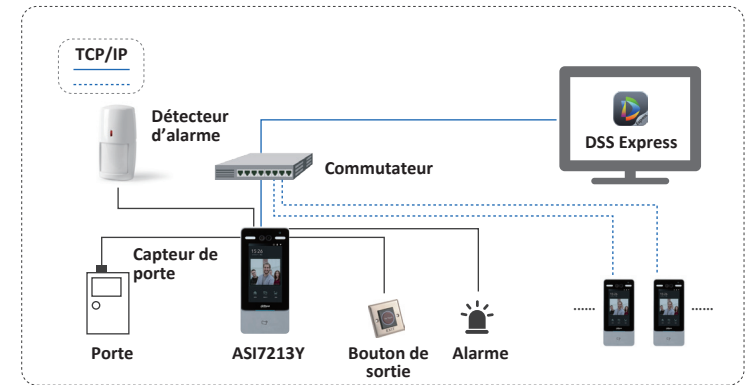 TCP/IP
Détecteur
d’alarme
Commutateur
DSS Express
Capteur de
porte
Porte
ASI7213Y
Bouton de
sortie
Alarme